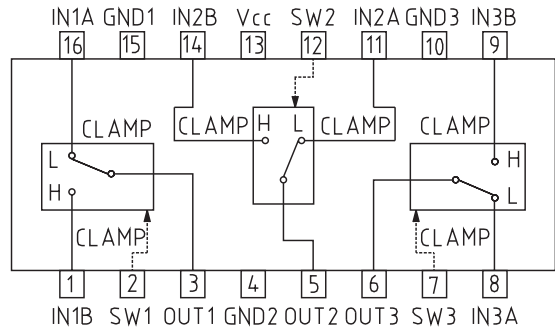 IN1A GND1 IN2B Vcc SW2 IN2A GND3 IN3B
16 15 14 13 12 11 10 9
CLAMP CLAMP H L CLAMP CLAMP
L H
H L
CLAMP CLAMP
1 2 3 4 5 6 7 8
IN1B SW1 OUT1 GND2 OUT2 OUT3 SW3 IN3A